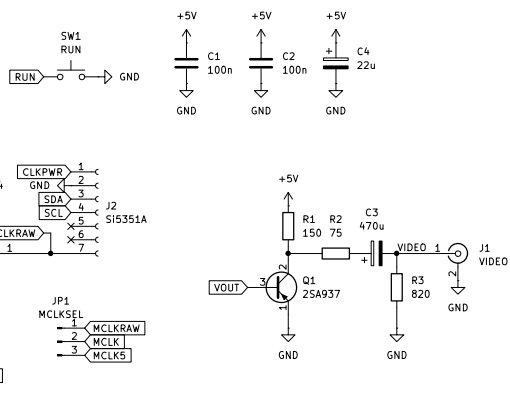 SW1
RUN
RUN
GND
+5V
C1
100n
GND
+5V
C2
100n
GND
+5V
+
C4
22u
GND
CLKPWR 1
GND 2
SDA 3
SCL 4
5
6
CLKRAW
1 7
J2
Si5351A
JP1
MCLKSEL
1 MCLKRAW
2 MCLK
3 MCLK5
+5V
R1
150
R2
75
C3
470u
+
VIDEO 1
J1
VIDEO
2
GND
VOUT 3
2
1
Q1
2SA937
GND
R3
820
GND